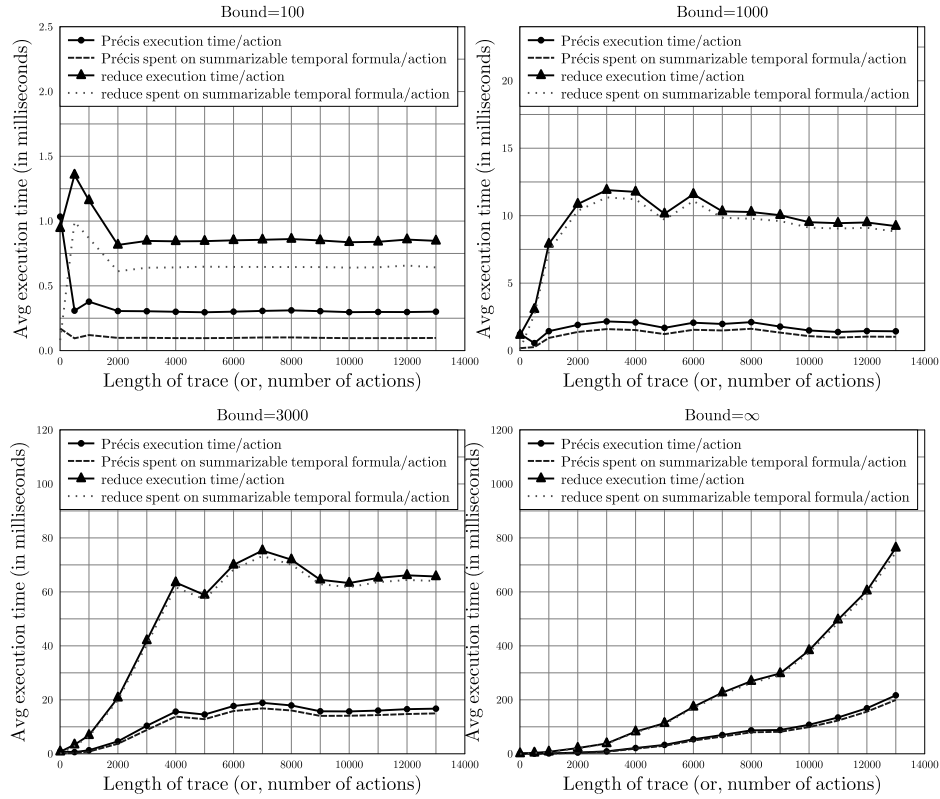 Bound=100
Avg execution time (in milliseconds)
2.5
2.0
1.5
1.0
0.5
0.0
Précis execution time/action
Précis spent on summarizable temporal formula/action
reduce execution time/action
reduce spent on summarizable temporal formula/action
0 2000 4000 6000 8000 10000 12000 14000
Length of trace (or, number of actions)
Bound=1000
Avg execution time (in milliseconds)
20
15
10
5
0
Précis execution time/action
Précis spent on summarizable temporal formula/action
reduce execution time/action
reduce spent on summarizable temporal formula/action
0 2000 4000 6000 8000 10000 12000 14000
Length of trace (or, number of actions)
Bound=3000
Avg execution time (in milliseconds)
120
100
80
60
40
20
0
Précis execution time/action
Précis spent on summarizable temporal formula/action
reduce execution time/action
reduce spent on summarizable temporal formula/action
0 2000 4000 6000 8000 10000 12000 14000
Length of trace (or, number of actions)
Bound=∞
Avg execution time (in milliseconds)
1200
1000
800
600
400
200
0
Précis execution time/action
Précis spent on summarizable temporal formula/action
reduce execution time/action
reduce spent on summarizable temporal formula/action
0 2000 4000 6000 8000 10000 12000 14000
Length of trace (or, number of actions)